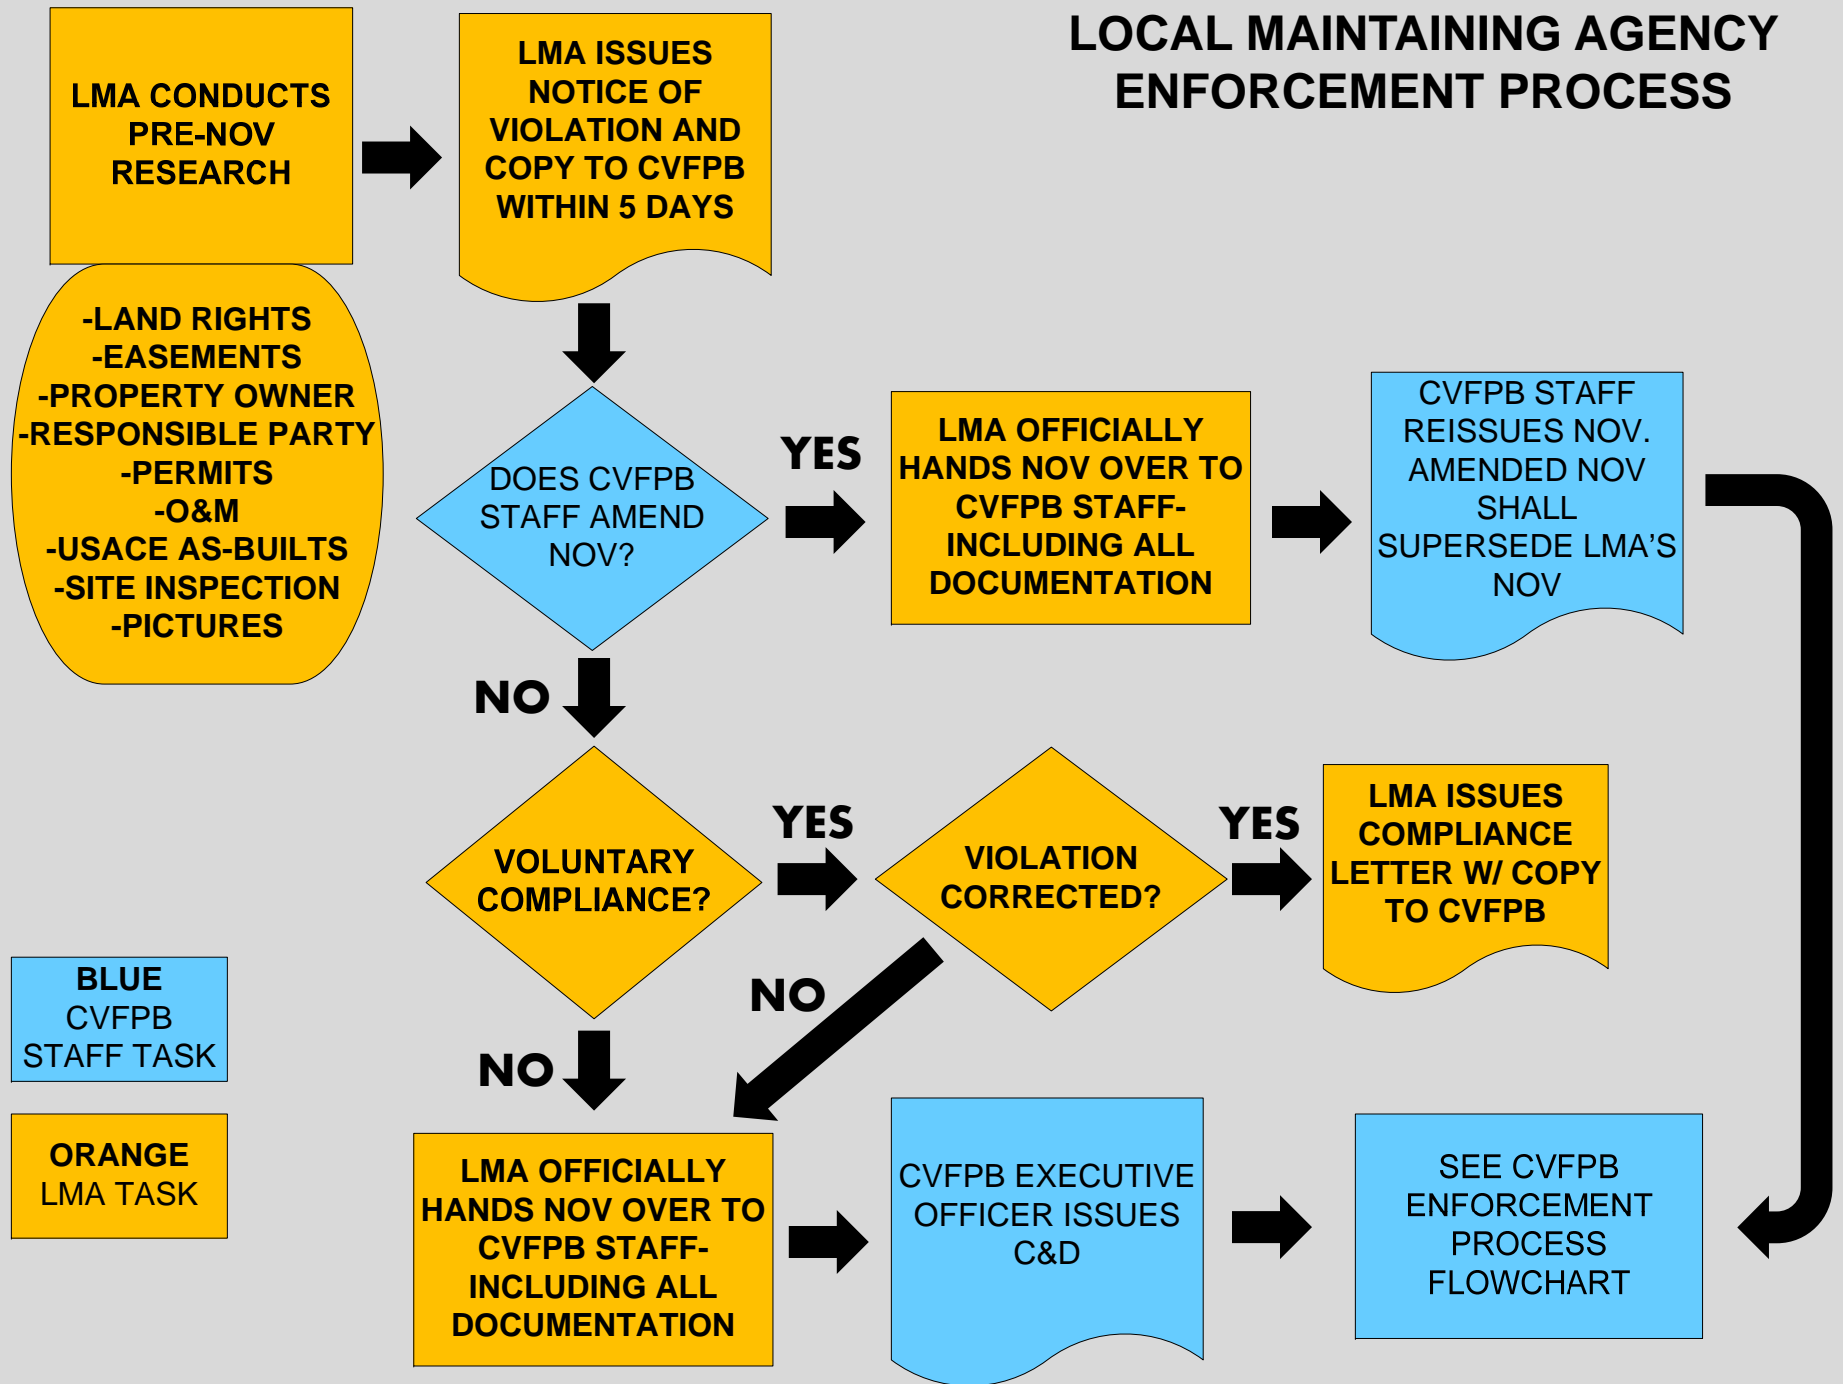 LOCAL MAINTAINING AGENCY
ENFORCEMENT PROCESS
LMA CONDUCTS
PRE-NOV
RESEARCH
-LAND RIGHTS
-EASEMENTS
-PROPERTY OWNER
-RESPONSIBLE PARTY
-PERMITS
-O&M
-USACE AS-BUILTS
-SITE INSPECTION
-PICTURES
LMA ISSUES
NOTICE OF
VIOLATION AND
COPY TO CVFPB
WITHIN 5 DAYS
DOES CVFPB
STAFF AMEND
NOV?
YES
LMA OFFICIALLY
HANDS NOV OVER TO
CVFPB STAFF-
INCLUDING ALL
DOCUMENTATION
CVFPB STAFF
REISSUES NOV.
AMENDED NOV
SHALL
SUPERSEDE LMA'S
NOV
NO
VOLUNTARY
COMPLIANCE?
YES
VIOLATION
CORRECTED?
YES
LMA ISSUES
COMPLIANCE
LETTER W/ COPY
TO CVFPB
NO
NO
LMA OFFICIALLY
HANDS NOV OVER TO
CVFPB STAFF-
INCLUDING ALL
DOCUMENTATION
CVFPB EXECUTIVE
OFFICER ISSUES
C&D
SEE CVFPB
ENFORCEMENT
PROCESS
FLOWCHART
BLUE
CVFPB
STAFF TASK
ORANGE
LMA TASK